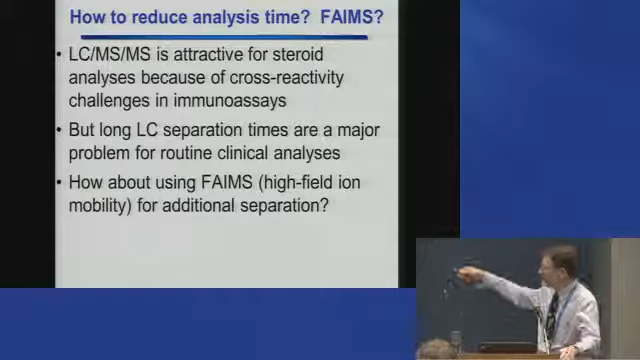 How to reduce analysis time? FAIMS?
• LC/MS/MS is attractive for steroid
analyses because of cross-reactivity
challenges in immunoassays
• But long LC separation times are a major
problem for routine clinical analyses
• How about using FAIMS (high-field ion
mobility) for additional separation?